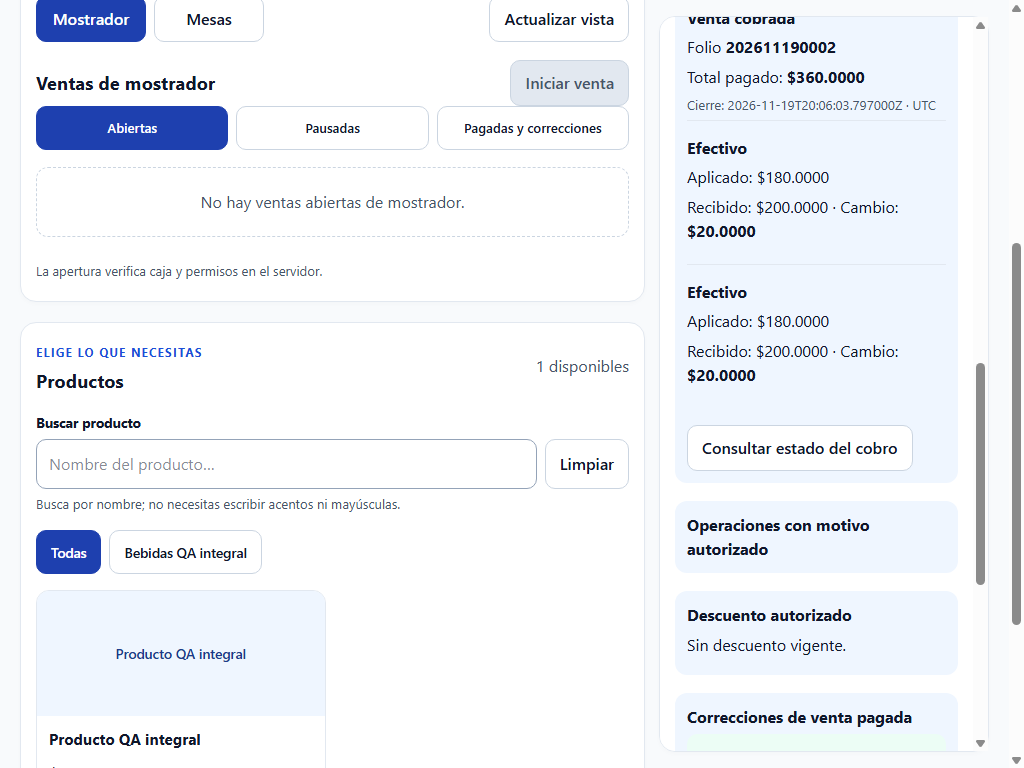 Mostrador
Mesas
Actualizar vista
Ventas de mostrador
Iniciar venta
Abiertas
Pausadas
Pagadas y correcciones
No hay ventas abiertas de mostrador.
La apertura verifica caja y permisos en el servidor.
ELIGE LO QUE NECESITAS
Productos
1 disponibles
Buscar producto
Nombre del producto...
Limpiar
Busca por nombre; no necesitas escribir acentos ni mayúsculas.
Todas
Bebidas QA integral
Producto QA integral
Producto QA integral
Venta cobrada
Folio 202611190002
Total pagado: $360.0000
Cierre: 2026-11-19T20:06:03.797000Z · UTC
Efectivo
Aplicado: $180.0000
Recibido: $200.0000 · Cambio:
$20.0000
Efectivo
Aplicado: $180.0000
Recibido: $200.0000 · Cambio:
$20.0000
Consultar estado del cobro
Operaciones con motivo
autorizado
Descuento autorizado
Sin descuento vigente.
Correcciones de venta pagada